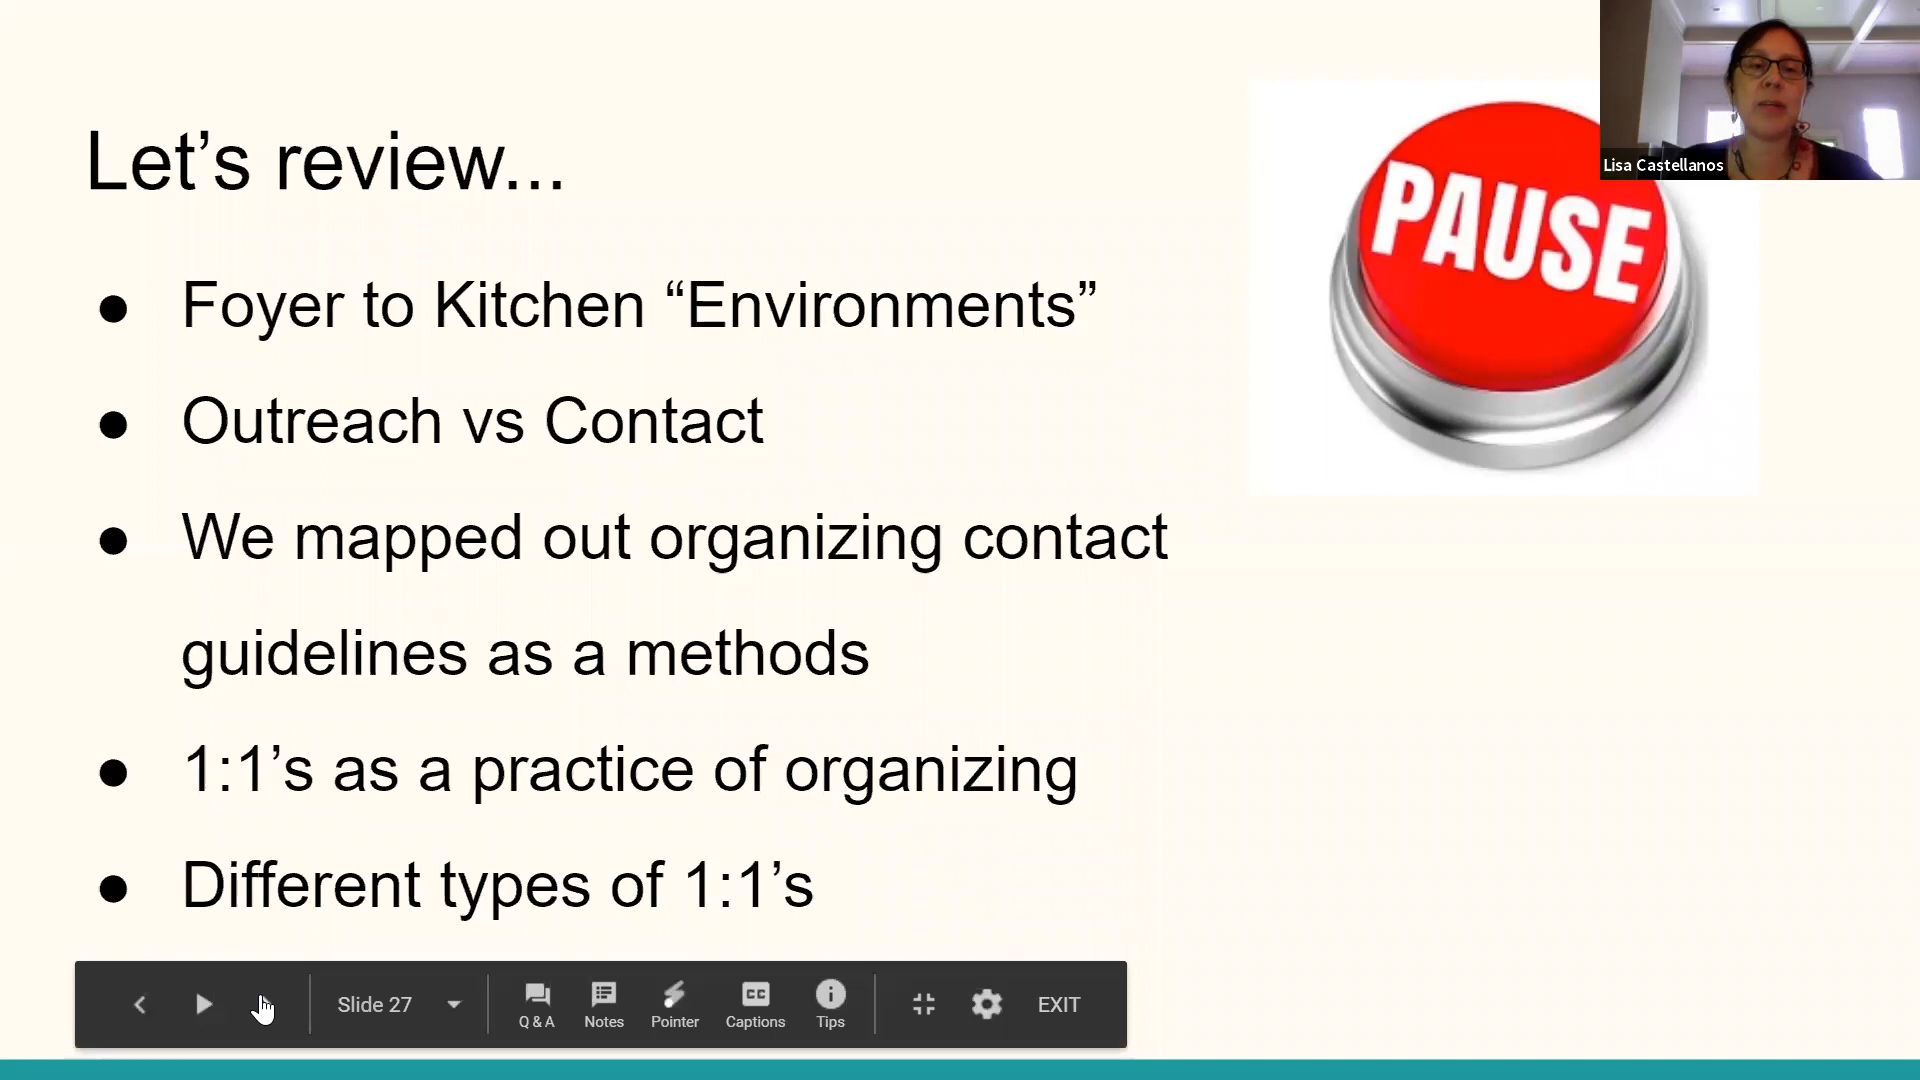 Let’s review...
PAUSE
Lisa Castellanos
● Foyer to Kitchen “Environments”
● Outreach vs Contact
● We mapped out organizing contact
guidelines as a methods
● 1:1’s as a practice of organizing
● Different types of 1:1’s
Slide 27
Q & A
Notes
Pointer
CC
Captions
Tips
EXIT